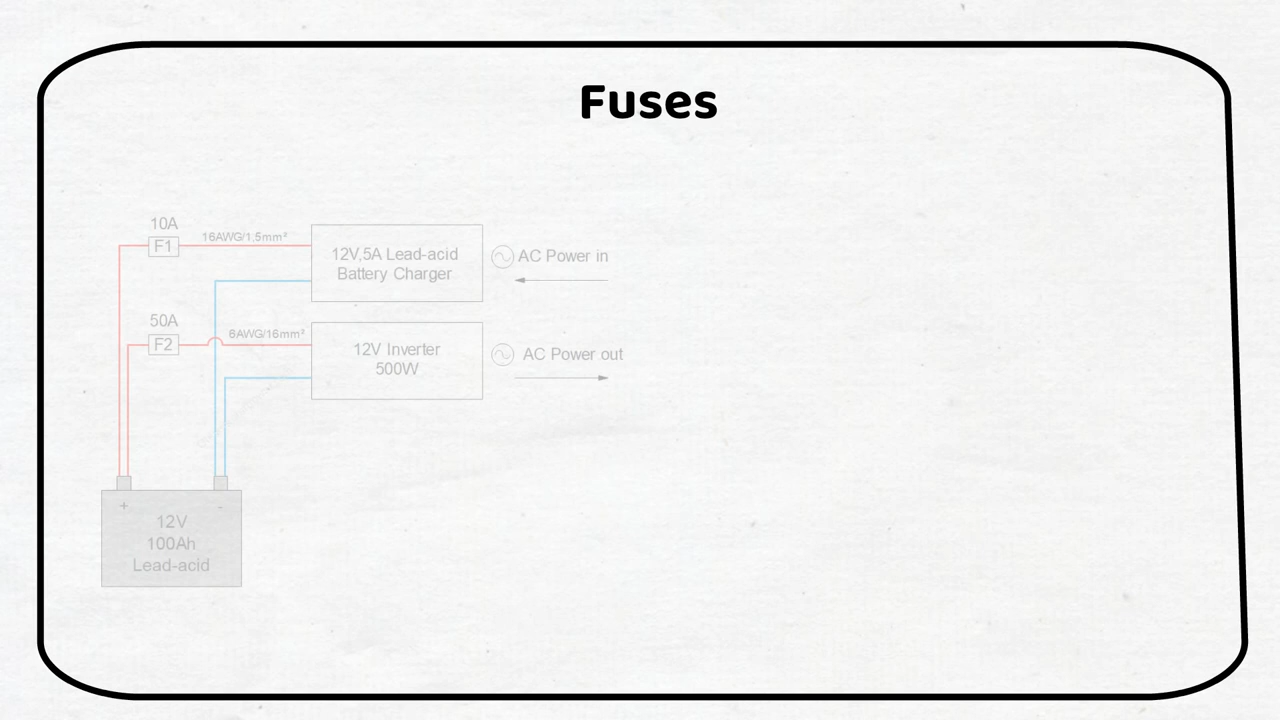 Fuses
10A
F1
16AWG/1,5mm²
12V,5A Lead-acid
Battery Charger
AC Power in
50A
F2
6AWG/16mm²
12V Inverter
500W
AC Power out
+ -
12V
100Ah
Lead-acid